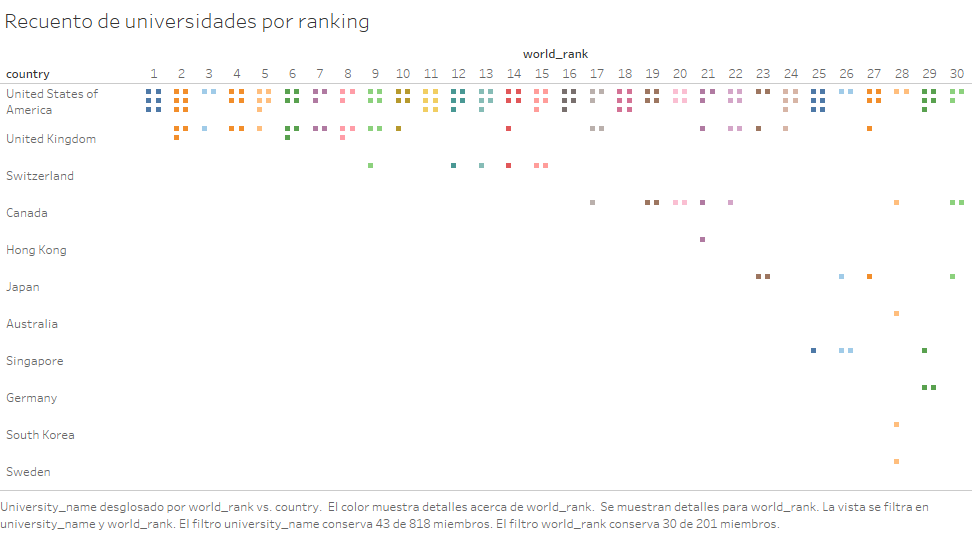 Recuento de universidades por ranking
world_rank
country 1 2 3 4 5 6 7 8 9 10 11 12 13 14 15 16 17 18 19 20 21 22 23 24 25 26 27 28 29 30
United States of
America
United Kingdom
Switzerland
Canada
Hong Kong
Japan
Australia
Singapore
Germany
South Korea
Sweden
University_name desglosado por world_rank vs. country.  El color muestra detalles acerca de world_rank.  Se muestran detalles para world_rank. La vista se filtra en
university_name y world_rank. El filtro university_name conserva 43 de 818 miembros. El filtro world_rank conserva 30 de 201 miembros.